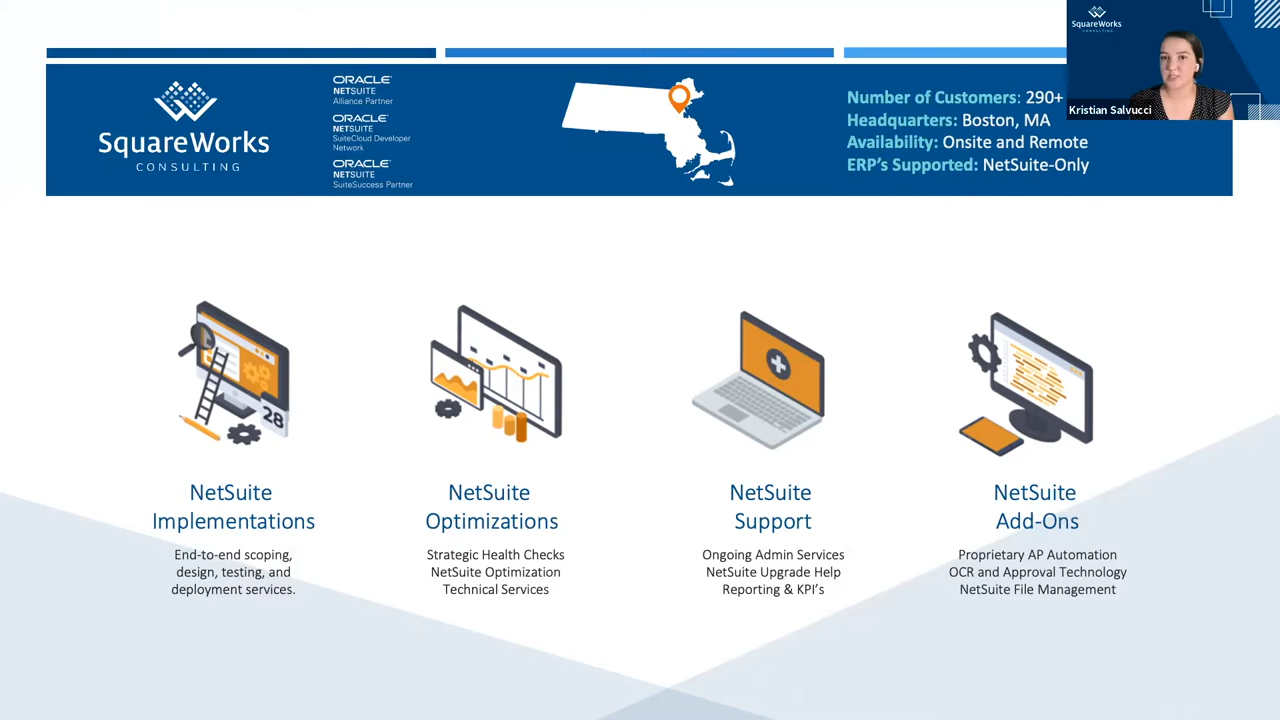 SquareWorks
CONSULTING
ORACLE
NETSUITE
Alliance Partner
ORACLE
NETSUITE
SuiteCloud Developer
Network
ORACLE
NETSUITE
SuiteSuccess Partner
Number of Customers: 290+
Headquarters: Boston, MA
Availability: Onsite and Remote
ERP's Supported: NetSuite-Only
SquareWorks
CONSULTING
Kristian Salvucci
28
NetSuite
Implementations
End-to-end scoping,
design, testing, and
deployment services.
NetSuite
Optimizations
Strategic Health Checks
NetSuite Optimization
Technical Services
NetSuite
Support
Ongoing Admin Services
NetSuite Upgrade Help
Reporting & KPI's
NetSuite
Add-Ons
Proprietary AP Automation
OCR and Approval Technology
NetSuite File Management